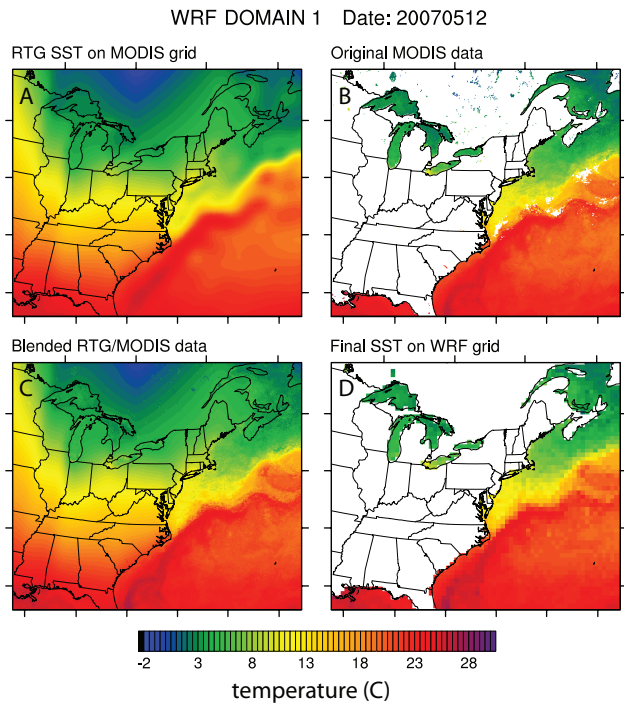 WRF DOMAIN 1 Date: 20070512
RTG SST on MODIS grid
Original MODIS data
A
B
Blended RTG/MODIS data
Final SST on WRF grid
C
D
-2 3 8 13 18 23 28
temperature (C)